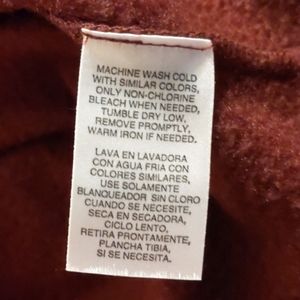 MACHINE WASH COLD
WITH SIMILAR COLORS,
ONLY NON-CHLORINE
BLEACH WHEN NEEDED,
TUMBLE DRY LOW,
REMOVE PROMPTLY,
WARM IRON IF NEEDED.
LAVA EN LAVADORA
CON AGUA FRIA CON
COLORES SIMILARES,
USE SOLAMENTE
BLANQUEADOR SIN CLORO
CUANDO SE NECESITE,
SECA EN SECADORA,
CICLO LENTO,
RETIRA PRONTAMENTE,
PLANCHA TIBIA,
SI SE NECESITA.